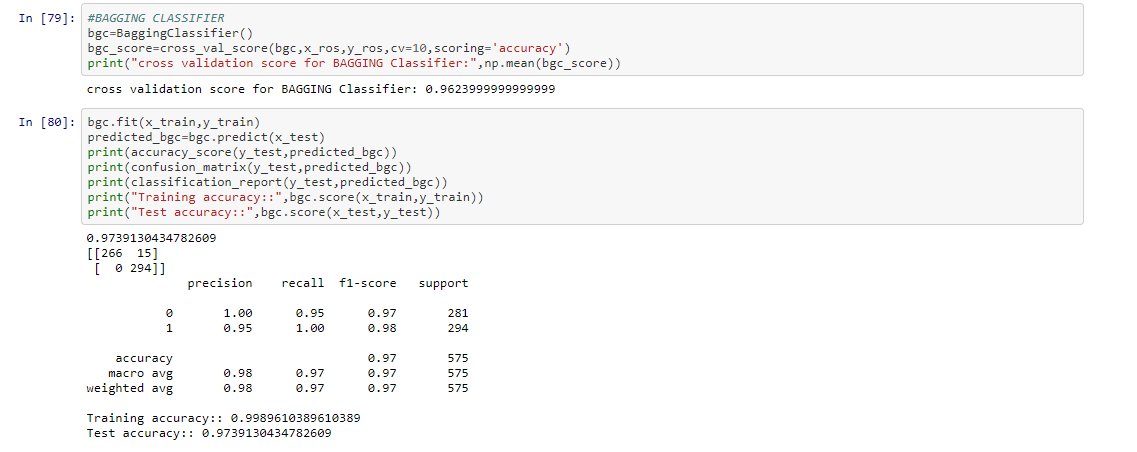 In [79]: #BAGGING CLASSIFIER
bgc=BaggingClassifier()
bgc_score=cross_val_score(bgc,x_ros,y_ros,cv=10,scoring='accuracy')
print("cross validation score for BAGGING Classifier:",np.mean(bgc_score))
cross validation score for BAGGING Classifier: 0.9623999999999999
In [80]: bgc.fit(x_train,y_train)
predicted_bgc=bgc.predict(x_test)
print(accuracy_score(y_test,predicted_bgc))
print(confusion_matrix(y_test,predicted_bgc))
print(classification_report(y_test,predicted_bgc))
print("Training accuracy::",bgc.score(x_train,y_train))
print("Test accuracy::",bgc.score(x_test,y_test))
0.9739130434782609
[[266  15]
[  0 294]]
precision    recall  f1-score   support
0       1.00      0.95      0.97       281
1       0.95      1.00      0.98       294
accuracy                           0.97       575
macro avg       0.98      0.97      0.97       575
weighted avg       0.98      0.97      0.97       575
Training accuracy:: 0.9989610389610389
Test accuracy:: 0.9739130434782609